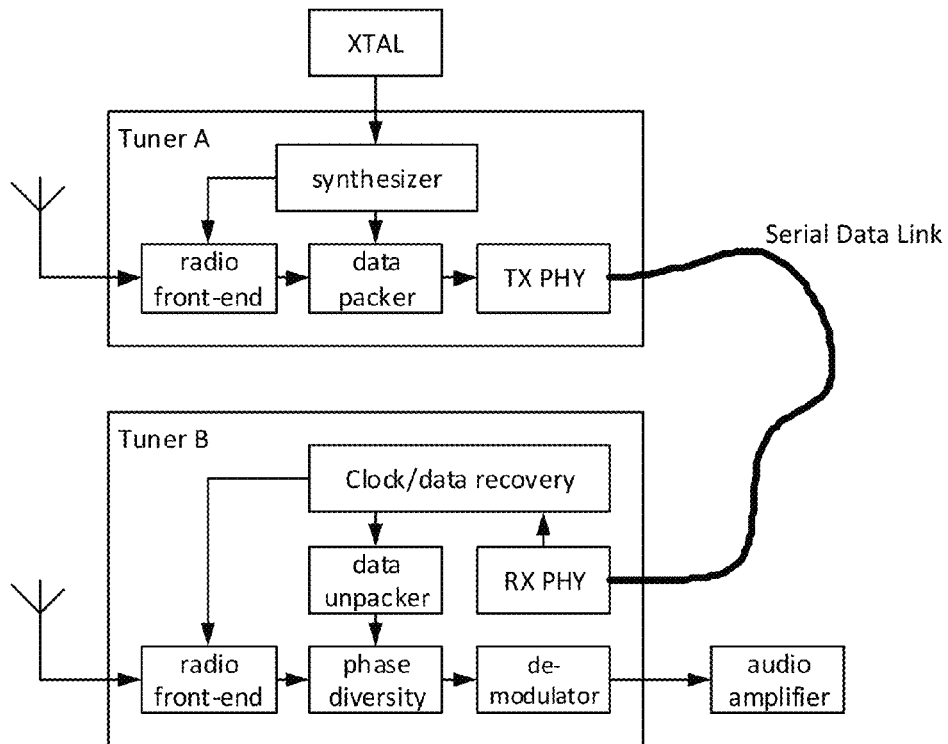 XTAL
Tuner A
synthesizer
radio
front-end
data
packer
TX PHY
Serial Data Link
Tuner B
Clock/data recovery
data
unpacker
RX PHY
radio
front-end
phase
diversity
de-
modulator
audio
amplifier